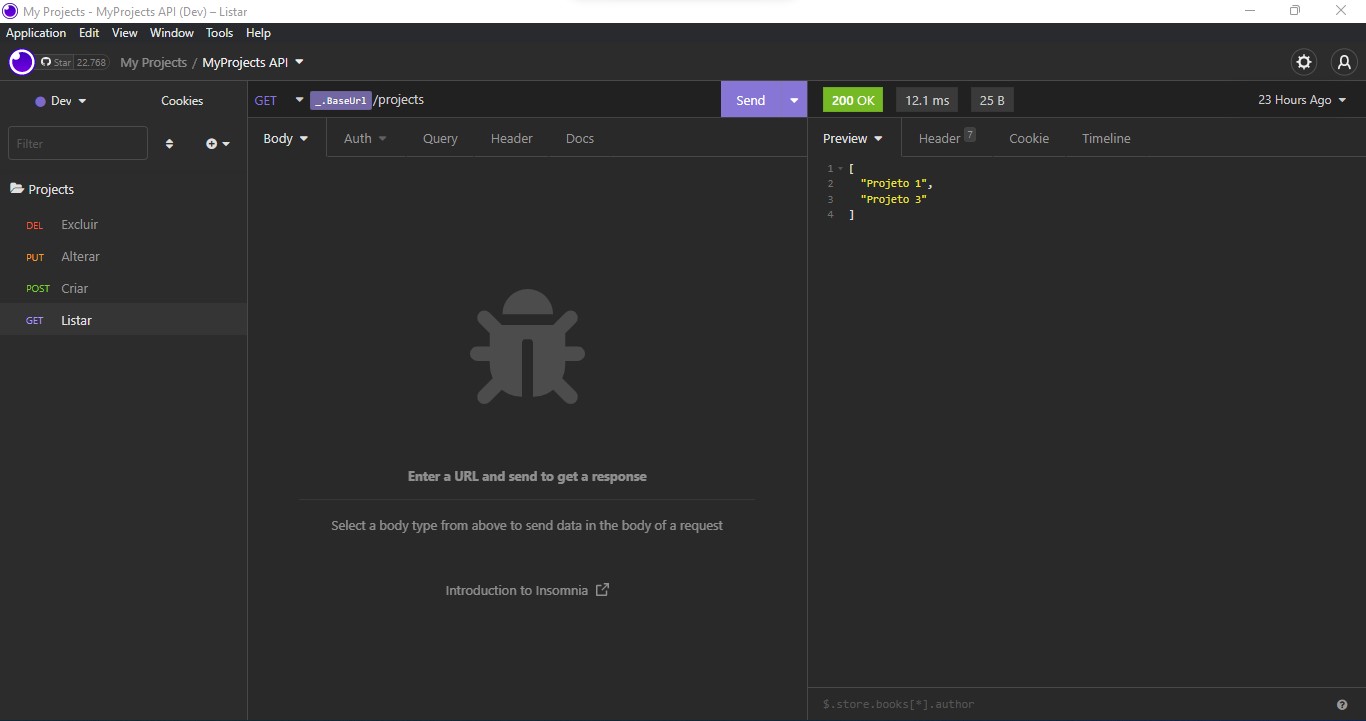 My Projects - MyProjects API (Dev) – Listar
Application Edit View Window Tools Help
Star 22.768 My Projects / MyProjects API
Dev Cookies
Filter
Projects
DEL Excluir
PUT Alterar
POST Criar
GET Listar
GET _.BaseUrl /projects Send
Body Auth Query Header Docs
Enter a URL and send to get a response
Select a body type from above to send data in the body of a request
Introduction to Insomnia
200 OK 12.1 ms 25 B 23 Hours Ago
Preview Header 7 Cookie Timeline
1 [
2 "Projeto 1",
3 "Projeto 3"
4 ]
$.store.books[*].author ?